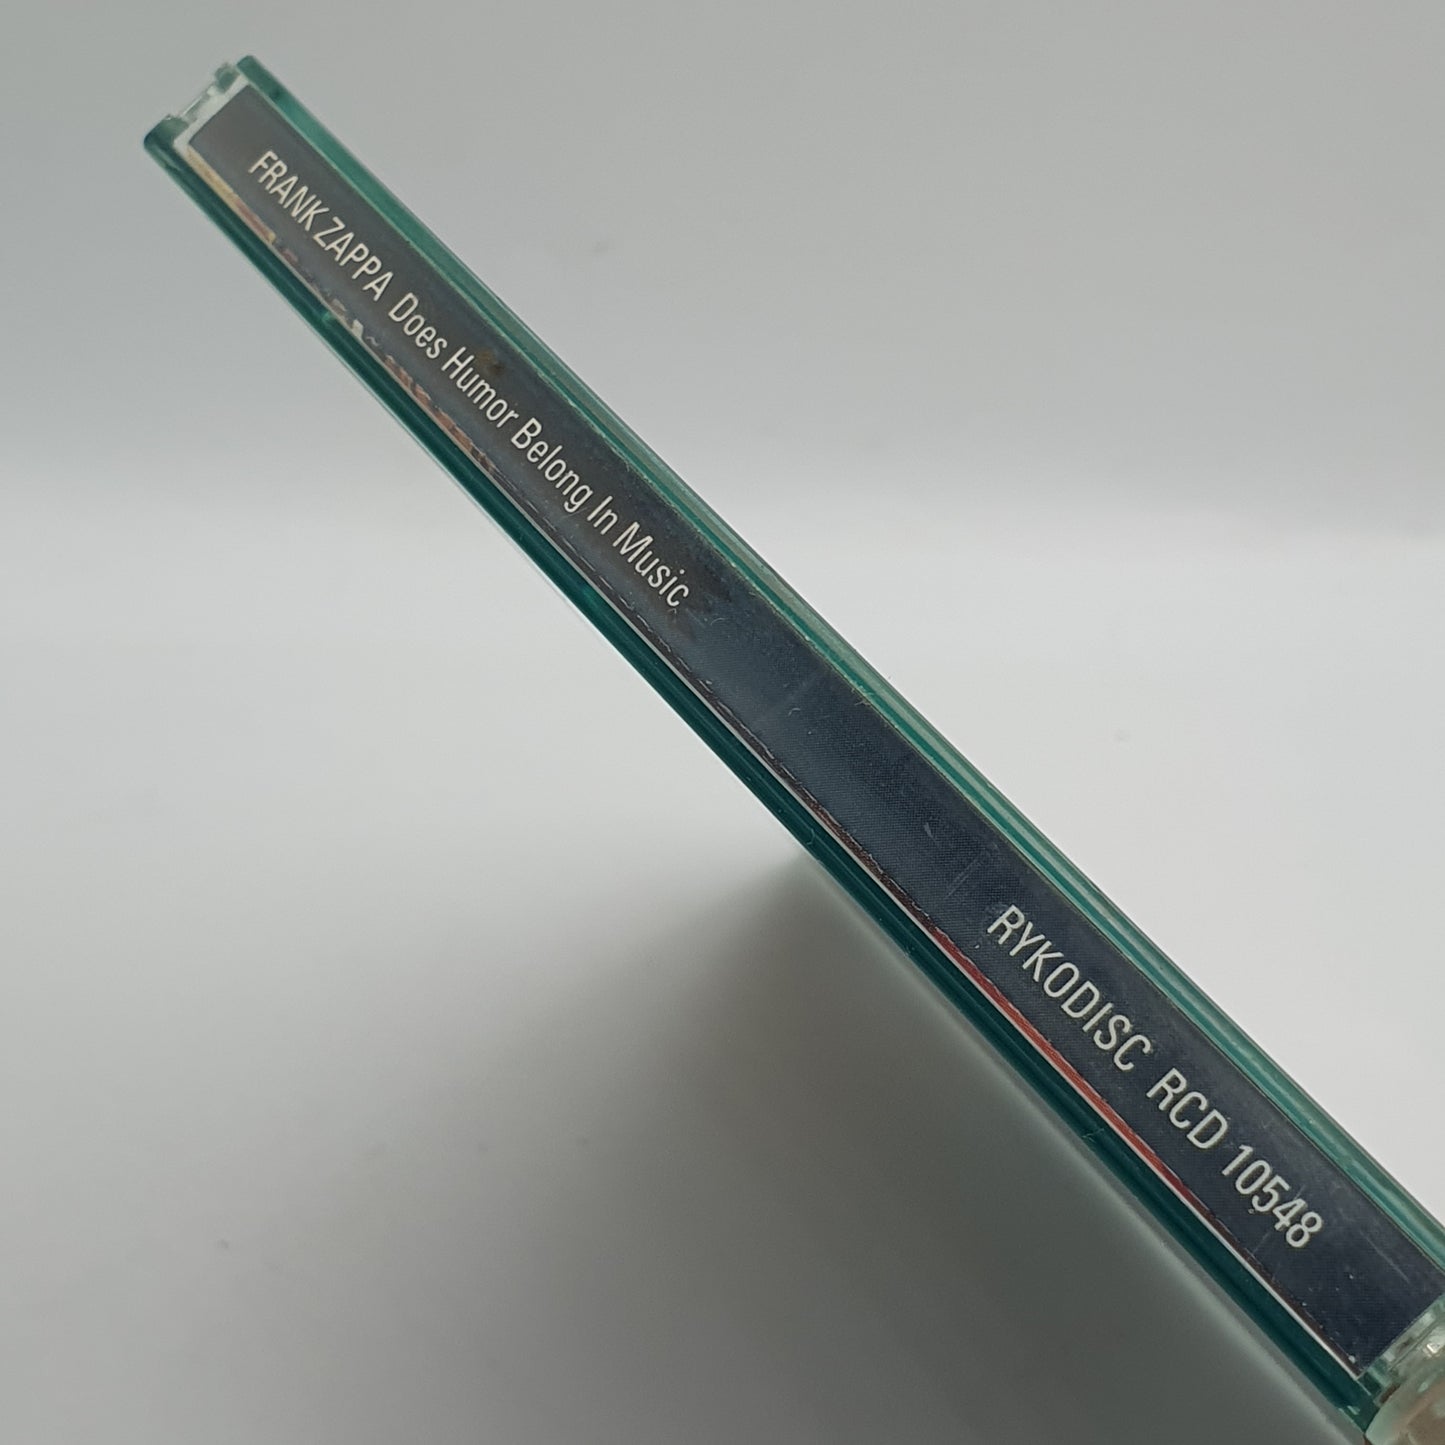 FRANK ZAPPA Does Humor Belong In Music RYKODISC RCD 10548